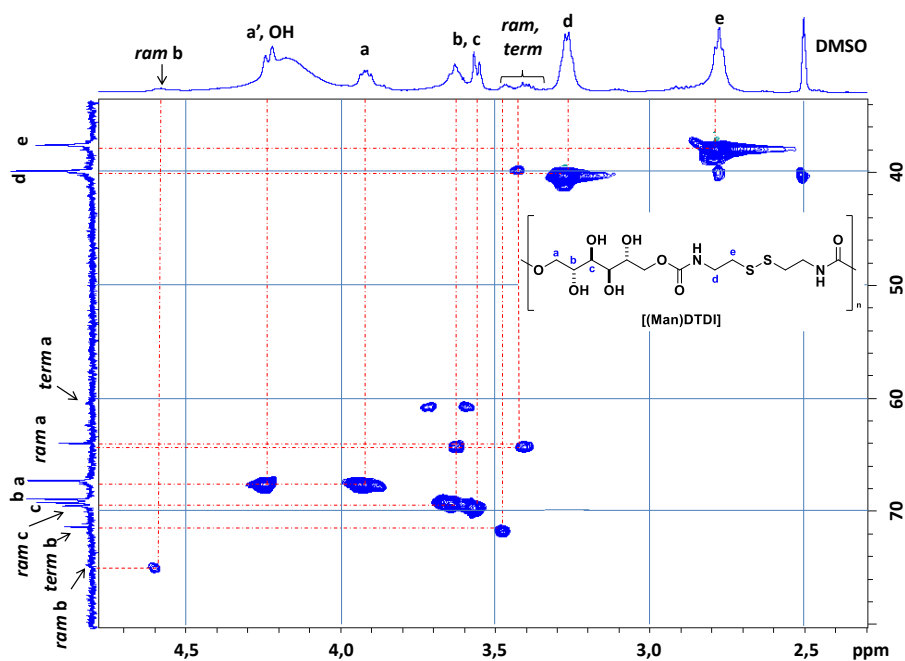 ram b
a’, OH
a
b, c
ram,
term
d
e
DMSO
e
d
term a
ram a
b a
c
ram c
term b
ram b
40
50
60
70
a
b
c
OH
OH
OH
OH
O
O
O
N
H
d
e
S
S
N
H
O
n
[(Man)DTDI]
4,5
4,0
3,5
3,0
2,5
ppm